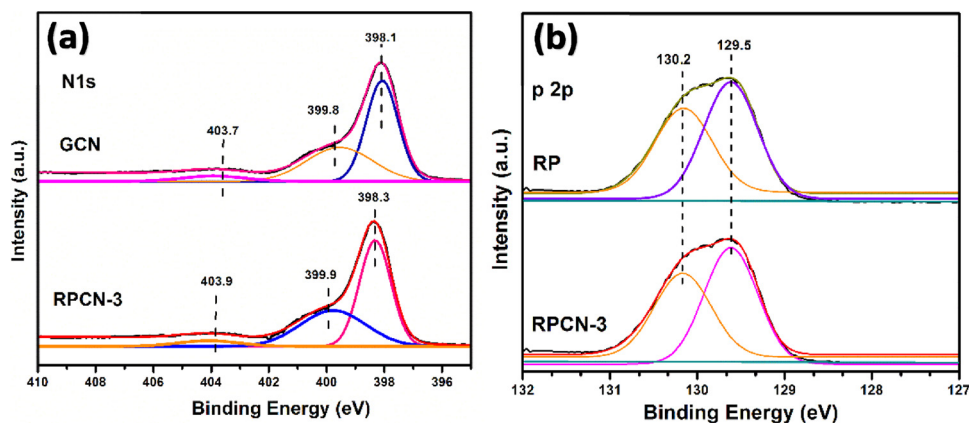 (a)
N1s
GCN
398.1
399.8
403.7
398.3
RPCN-3
399.9
403.9
Intensity (a.u.)
410 408 406 404 402 400 398 396
Binding Energy (eV)
(b)
129.5
130.2
p 2p
RP
RPCN-3
Intensity (a.u.)
132 131 130 129 128 127
Binding Energy (eV)